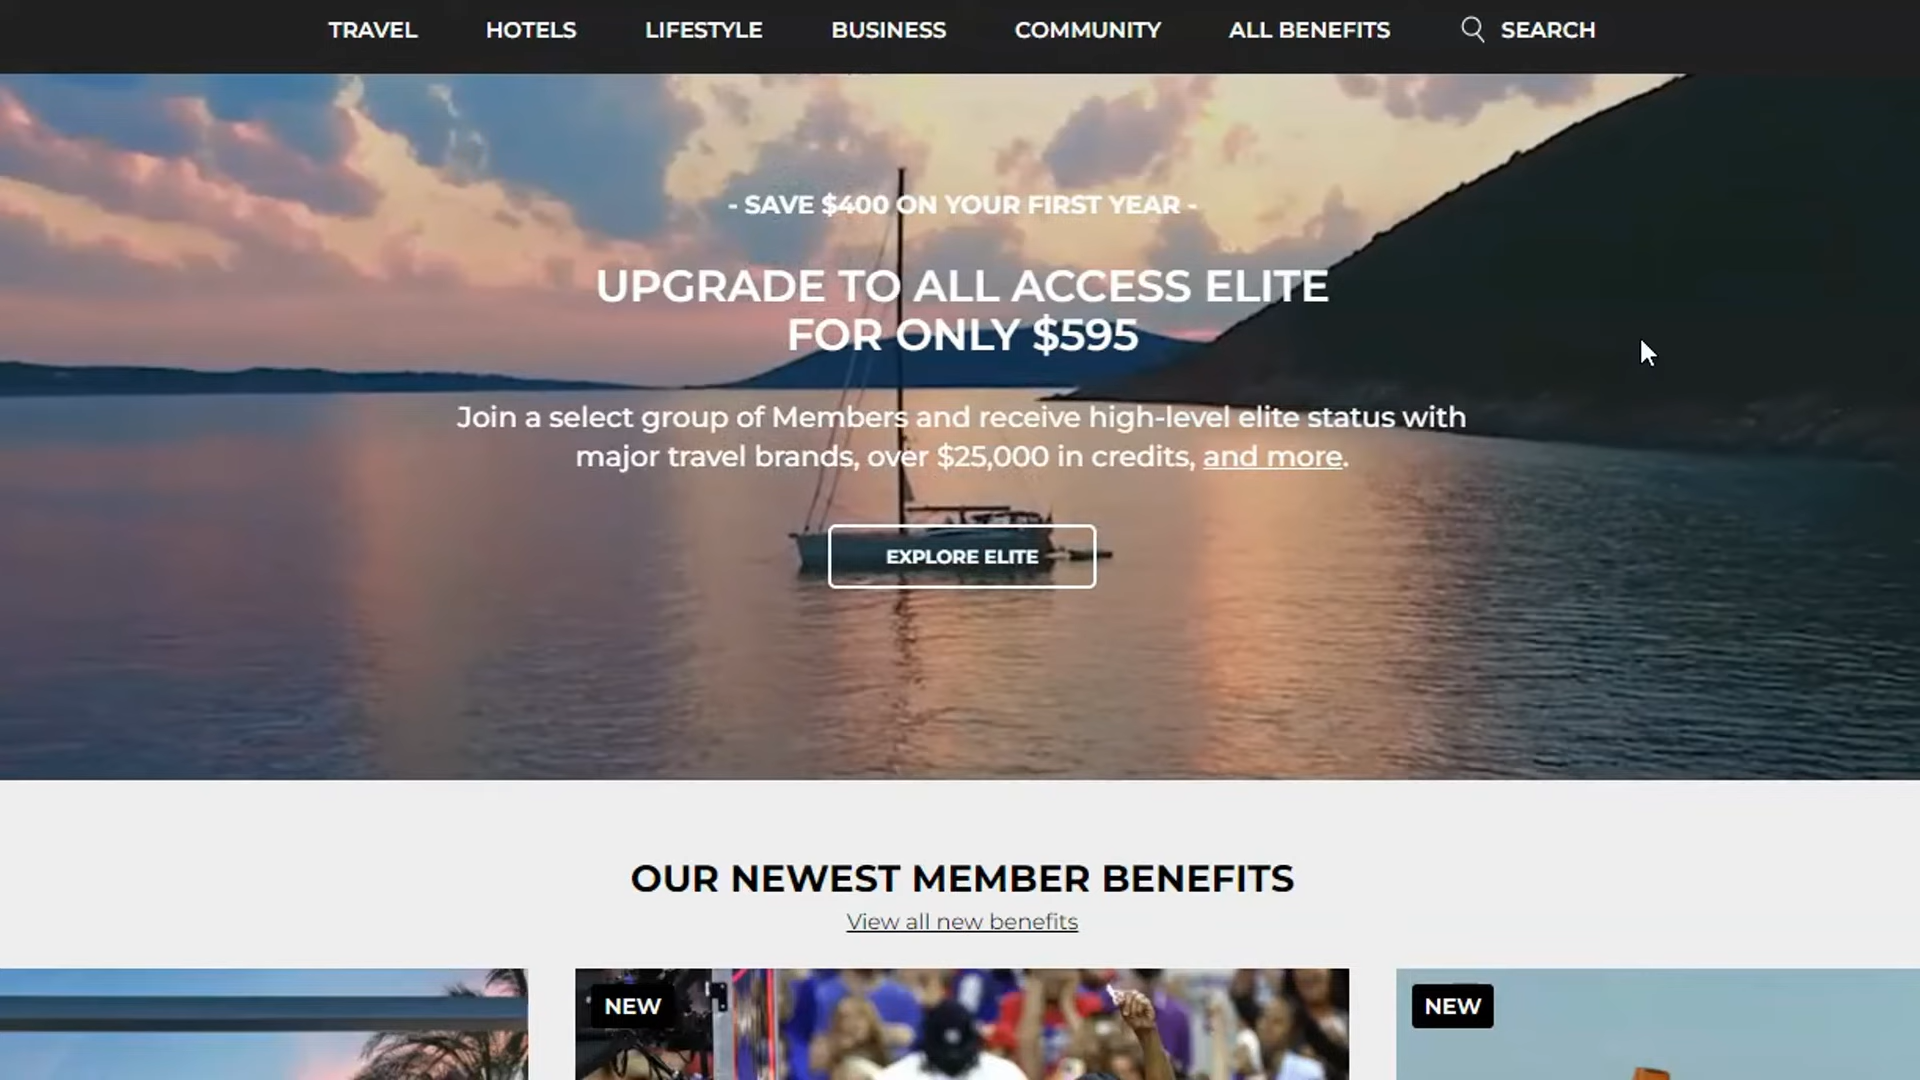 TRAVEL HOTELS LIFESTYLE BUSINESS COMMUNITY ALL BENEFITS SEARCH
- SAVE $400 ON YOUR FIRST YEAR -
UPGRADE TO ALL ACCESS ELITE
FOR ONLY $595
Join a select group of Members and receive high-level elite status with
major travel brands, over $25,000 in credits, and more.
EXPLORE ELITE
OUR NEWEST MEMBER BENEFITS
View all new benefits
NEW
NEW